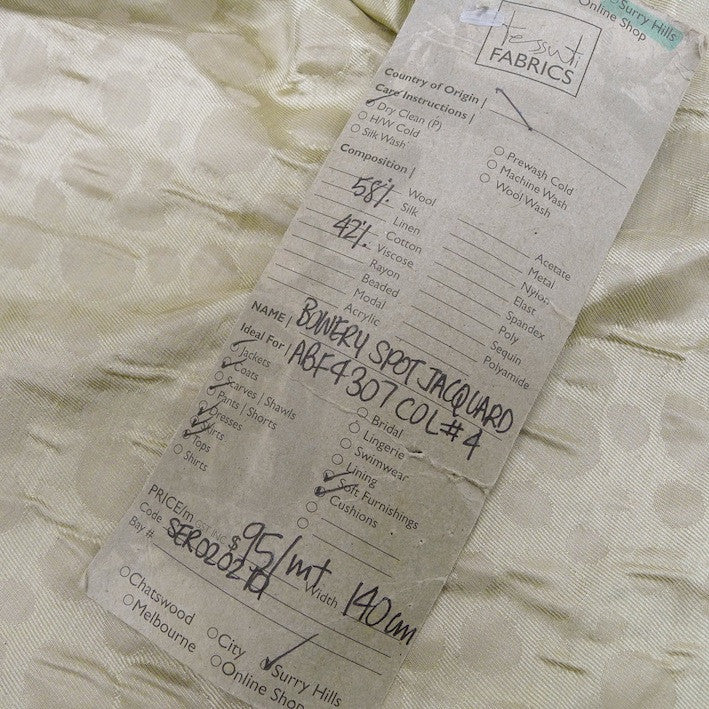 Surry Hills
Online Shop
tessuti
FABRICS
Country of Origin |
Care Instructions |
Dry Clean (P)
H/W Cold
Silk Wash
Prewash Cold
Machine Wash
Wool Wash
Composition |
Wool
58% Silk
Linen
42% Cotton
Viscose
Rayon
Beaded
Modal
Acrylic
Acetate
Metal
Nylon
Elast
Spandex
Poly
Sequin
Polyamide
NAME | BOWERY SPOT JACQUARD
Ideal For | ABF4307 COL#4
Jackets
Coats
Scarves | Shawls
Pants | Shorts
Dresses
Skirts
Tops
Shirts
Bridal
Lingerie
Swimwear
Lining
Soft Furnishings
Cushions
PRICE/m GST INC $95/mt
Code SER020270
Width 140cm
Bay #
Chatswood
Melbourne
City
Online Shop
Surry Hills